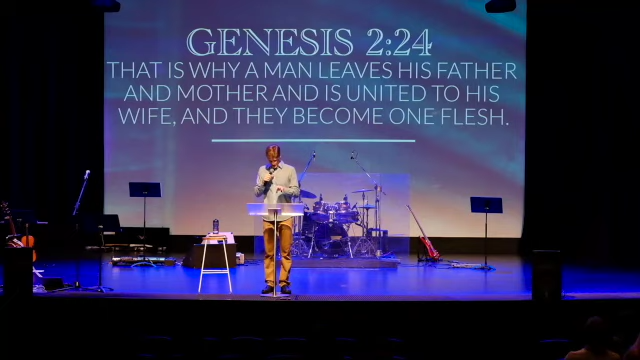 GENESIS 2:24
THAT IS WHY A MAN LEAVES HIS FATHER
AND MOTHER AND IS UNITED TO HIS
WIFE, AND THEY BECOME ONE FLESH.